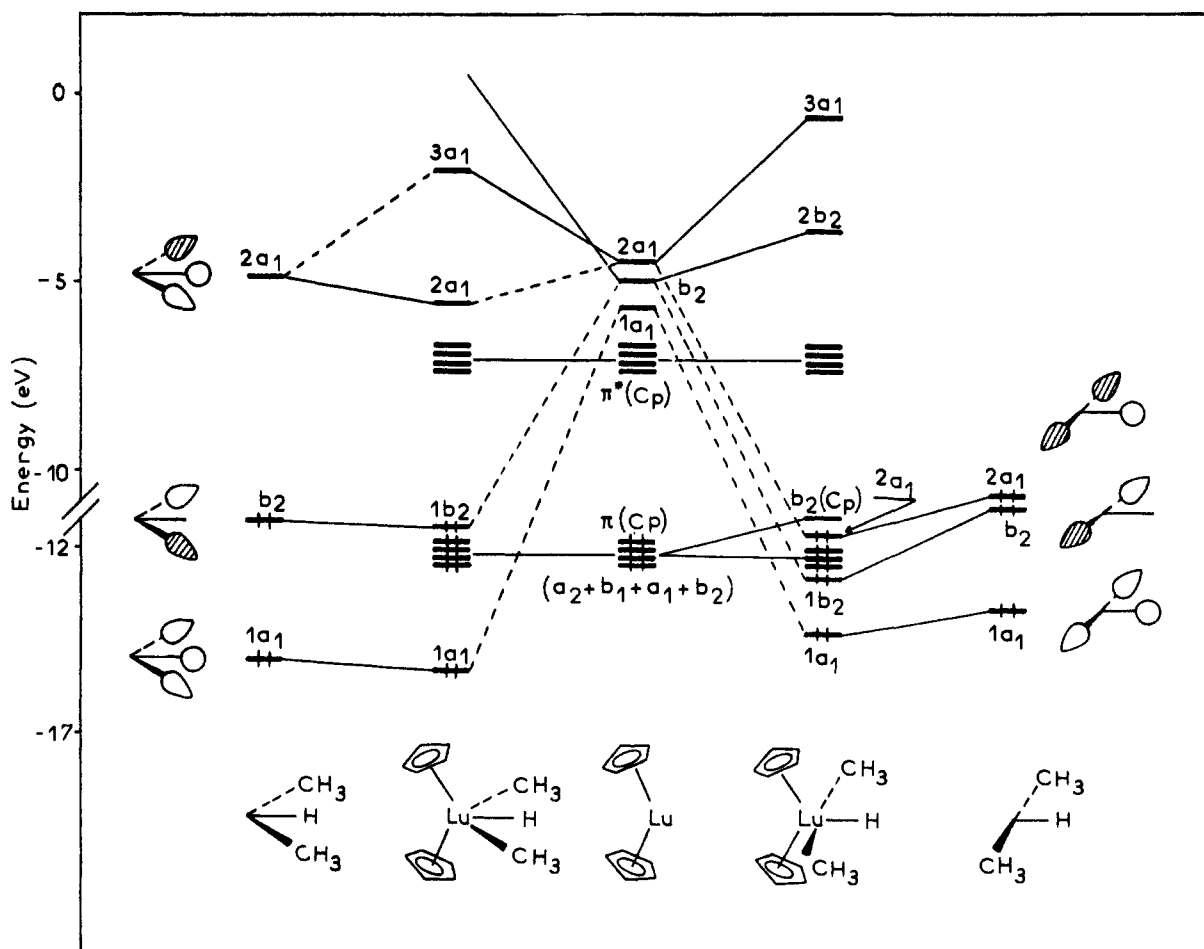 Energy (eV)
0
-5
-10
-12
-17
2a1
b2
1a1
3a1
2a1
1b2
1a1
2a1
b2
1a1
π*(Cp)
π(Cp)
(a2+b1+a1+b2)
3a1
2b2
b2(Cp)
2a1
1b2
1a1
2a1
b2
1a1
CH3
H
CH3
CH3
Lu
H
CH3
Lu
CH3
Lu
H
CH3
CH3
H
CH3